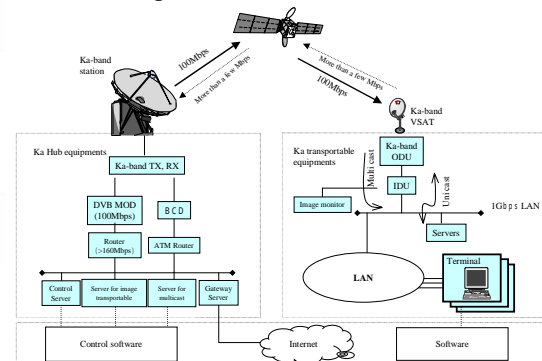 Ka-band
station
100Mbps
More than a few Mbps
More than a few Mbps
100Mbps
Ka-band
VSAT
Ka Hub equipments
Ka-band TX, RX
DVB MOD
(100Mbps)
BCD
Router
(>160Mbps)
ATM Router
Control
Server
Server for image
transportable
Server for
multicast
Gateway
Server
Ka transportable
equipments
Ka-band
ODU
Multi cast
IDU
Unicast
Image monitor
1Gbps LAN
Servers
LAN
Terminal
Control software
Internet
Software